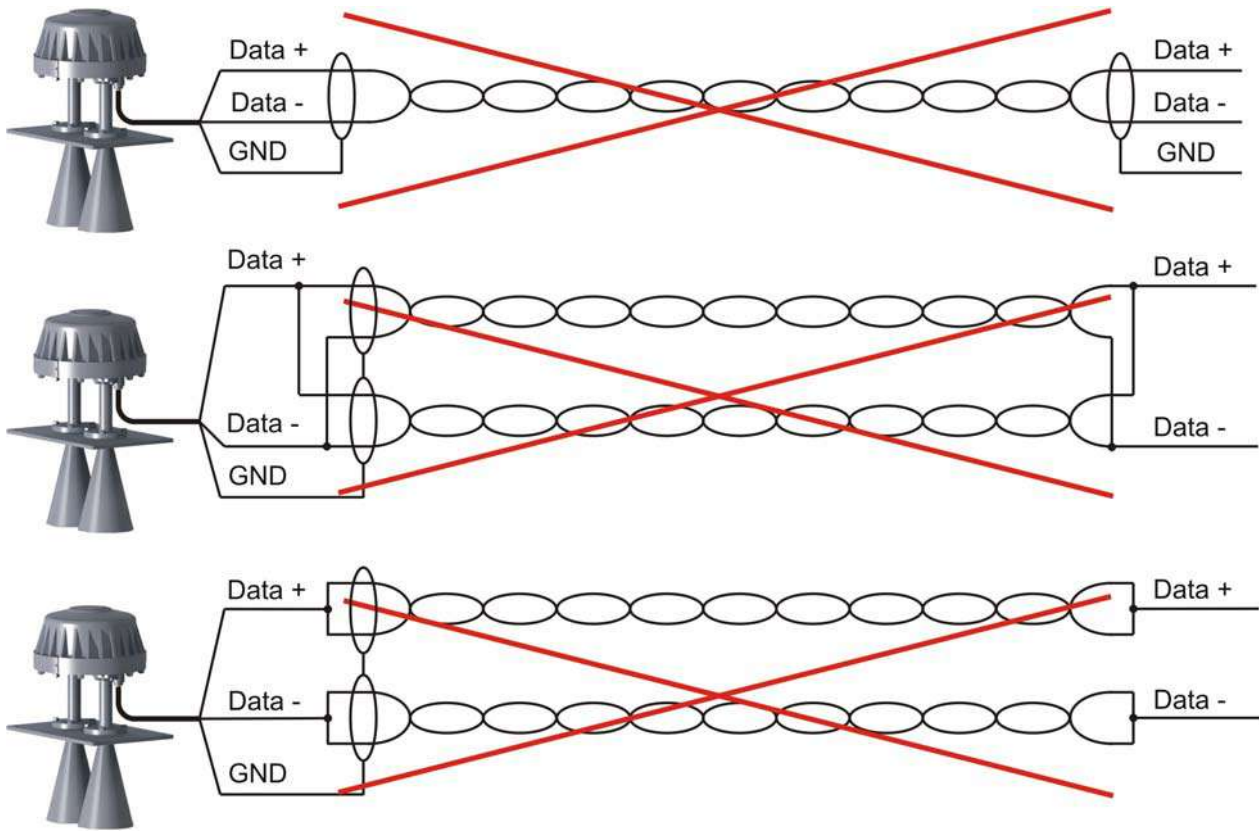 Data + Data +
Data - Data -
GND GND
Data + Data +
Data - Data -
GND
Data + Data +
Data - Data -
GND